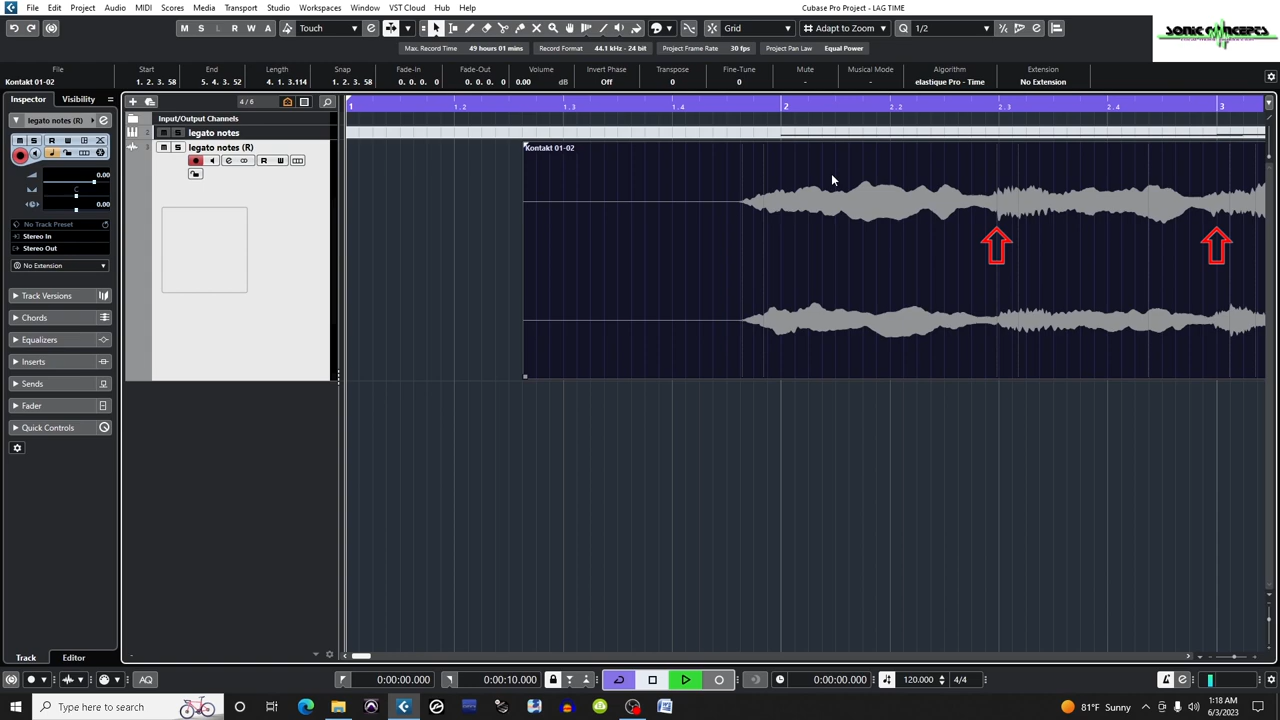 Cubase Pro Project - LAG TIME
File Edit Project Audio MIDI Scores Media Transport Studio Workspaces Window VST Cloud Hub Help
M S L R W A Touch Grid Adapt to Zoom Q 1/2
SONIC CONCEPTS
Max. Record Time 49 hours 01 mins Record Format 44.1 kHz - 24 bit Project Frame Rate 30 fps Project Pan Law Equal Power
File Start End Length Snap Fade-In Fade-Out Volume Invert Phase Transpose Fine-Tune Mute Musical Mode Algorithm Extension
Kontakt 01-02 1. 2. 3. 58 5. 4. 3. 52 4. 1. 3.114 1. 2. 3. 58 0. 0. 0. 0 0. 0. 0. 0 0.00 dB Off 0 0 - - elastique Pro - Time No Extension
Inspector Visibility 4 / 6 1 1.2 1.3 1.4 2 2.2 2.3 2.4 3
legato notes (R) e
Input/Output Channels
2 M S legato notes
3 M S legato notes (R)
M S R W
e R W
Kontakt 01-02
0.00
C
0.00
No Track Preset
Stereo In
Stereo Out
No Extension
Track Versions
Chords
Equalizers
Inserts
Sends
Fader
Quick Controls
Track Editor
AQ 0:00:00.000 0:00:10.000 0:00:00.000 120.000 4/4
Type here to search 81°F Sunny 1:18 AM
6/3/2023